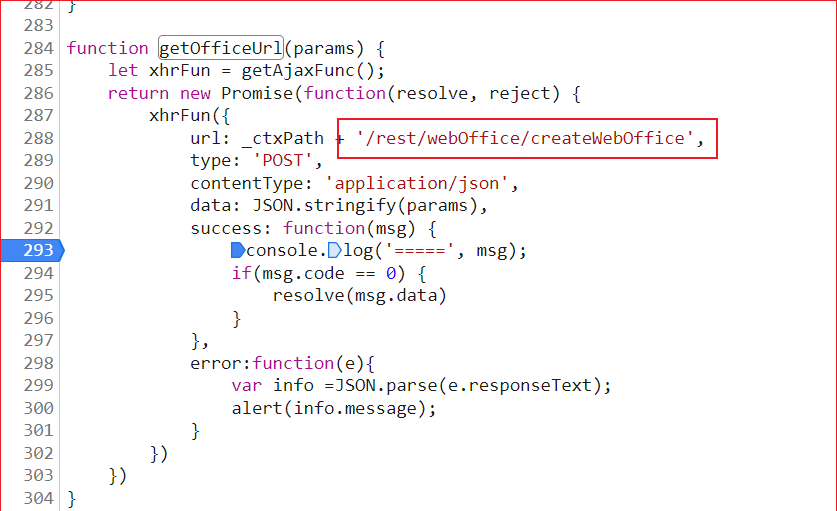 282 }
283
284 function getOfficeUrl(params) {
285     let xhrFun = getAjaxFunc();
286     return new Promise(function(resolve, reject) {
287         xhrFun({
288             url: _ctxPath + '/rest/webOffice/createWebOffice',
289             type: 'POST',
290             contentType: 'application/json',
291             data: JSON.stringify(params),
292             success: function(msg) {
293                 console.log('=====', msg);
294                 if(msg.code == 0) {
295                     resolve(msg.data)
296                 }
297             },
298             error:function(e){
299                 var info =JSON.parse(e.responseText);
300                 alert(info.message);
301             }
302         })
303     })
304 }